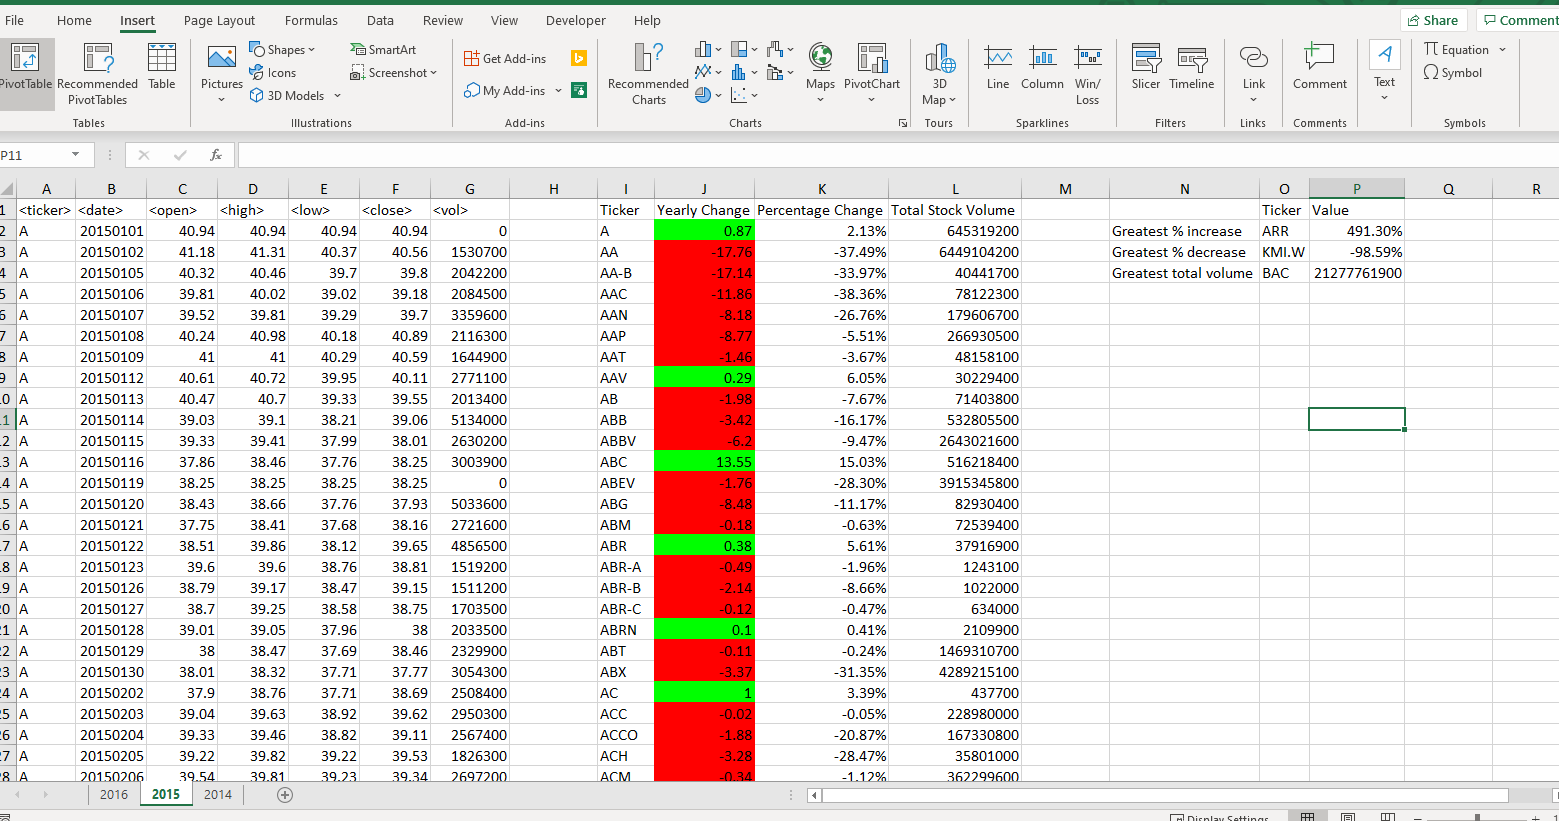 File Home Insert Page Layout Formulas Data Review View Developer Help Share Comment
PivotTable Recommended PivotTables Table Pictures Shapes Icons 3D Models SmartArt Screenshot Get Add-ins My Add-ins Recommended Charts Maps PivotChart 3D Map Line Column Win/Loss Slicer Timeline Link Comment Text Equation Symbol
Tables Illustrations Add-ins Charts Tours Sparklines Filters Links Comments Symbols
P11 fx
A B C D E F G H I J K L M N O P Q R
1 <ticker> <date> <open> <high> <low> <close> <vol> Ticker Yearly Change Percentage Change Total Stock Volume Ticker Value
2 A 20150101 40.94 40.94 40.94 40.94 0 A 0.87 2.13% 645319200 Greatest % increase ARR 491.30%
3 A 20150102 41.18 41.31 40.37 40.56 1530700 AA -17.76 -37.49% 6449104200 Greatest % decrease KMI.W -98.59%
4 A 20150105 40.32 40.46 39.7 39.8 2042200 AA-B -17.14 -33.97% 40441700 Greatest total volume BAC 21277761900
5 A 20150106 39.81 40.02 39.02 39.18 2084500 AAC -11.86 -38.36% 78122300
6 A 20150107 39.52 39.81 39.29 39.7 3359600 AAN -8.18 -26.76% 179606700
7 A 20150108 40.24 40.98 40.18 40.89 2116300 AAP -8.77 -5.51% 266930500
8 A 20150109 41 41 40.29 40.59 1644900 AAT -1.46 -3.67% 48158100
9 A 20150112 40.61 40.72 39.95 40.11 2771100 AAV 0.29 6.05% 30229400
0 A 20150113 40.47 40.7 39.33 39.55 2013400 AB -1.98 -7.67% 71403800
11 A 20150114 39.03 39.1 38.21 39.06 5134000 ABB -3.42 -16.17% 532805500
2 A 20150115 39.33 39.41 37.99 38.01 2630200 ABBV -6.2 -9.47% 2643021600
3 A 20150116 37.86 38.46 37.76 38.25 3003900 ABC 13.55 15.03% 516218400
4 A 20150119 38.25 38.25 38.25 38.25 0 ABEV -1.76 -28.30% 3915345800
5 A 20150120 38.43 38.66 37.76 37.93 5033600 ABG -8.48 -11.17% 82930400
6 A 20150121 37.75 38.41 37.68 38.16 2721600 ABM -0.18 -0.63% 72539400
7 A 20150122 38.51 39.86 38.12 39.65 4856500 ABR 0.38 5.61% 37916900
8 A 20150123 39.6 39.6 38.76 38.81 1519200 ABR-A -0.49 -1.96% 1243100
9 A 20150126 38.79 39.17 38.47 39.15 1511200 ABR-B -2.14 -8.66% 1022000
20 A 20150127 38.7 39.25 38.58 38.75 1703500 ABR-C -0.12 -0.47% 634000
21 A 20150128 39.01 39.05 37.96 38 2033500 ABRN 0.1 0.41% 2109900
22 A 20150129 38 38.47 37.69 38.46 2329900 ABT -0.11 -0.24% 1469310700
23 A 20150130 38.01 38.32 37.71 37.77 3054300 ABX -3.37 -31.35% 4289215100
24 A 20150202 37.9 38.76 37.71 38.69 2508400 AC 1 3.39% 437700
25 A 20150203 39.04 39.63 38.92 39.62 2950300 ACC -0.02 -0.05% 228980000
26 A 20150204 39.33 39.46 38.82 39.11 2567400 ACCO -1.88 -20.87% 167330800
27 A 20150205 39.22 39.82 39.22 39.53 1826300 ACH -3.28 -28.47% 35801000
28 A 20150206 39.54 39.81 39.23 39.34 2697200 ACM -0.34 -1.12% 362299600
2016 2015 2014
Display Settings